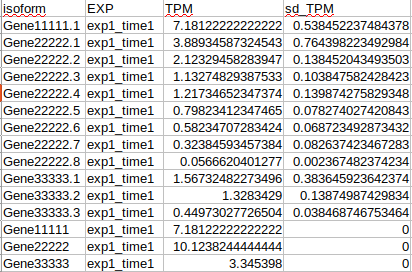 isoform EXP TPM sd_TPM
Gene11111.1 exp1_time1 7.18122222222222 0.538452237484378
Gene22222.1 exp1_time1 3.88934587324543 0.764398223492984
Gene22222.2 exp1_time1 2.12329458283947 0.138452043493503
Gene22222.3 exp1_time1 1.13274829387533 0.103847582428423
Gene22222.4 exp1_time1 1.21734652347374 0.139874275829348
Gene22222.5 exp1_time1 0.79823412347465 0.078274027420843
Gene22222.6 exp1_time1 0.58234707283424 0.068723492873432
Gene22222.7 exp1_time1 0.32384593457384 0.082637423467283
Gene22222.8 exp1_time1 0.0566620401277 0.002367482374234
Gene33333.1 exp1_time1 1.56732482273496 0.383645923642374
Gene33333.2 exp1_time1 1.3283429 0.13874987429834
Gene33333.3 exp1_time1 0.44973027726504 0.038468746753464
Gene11111 exp1_time1 7.18122222222222 0
Gene22222 exp1_time1 10.1238244444444 0
Gene33333 exp1_time1 3.345398 0